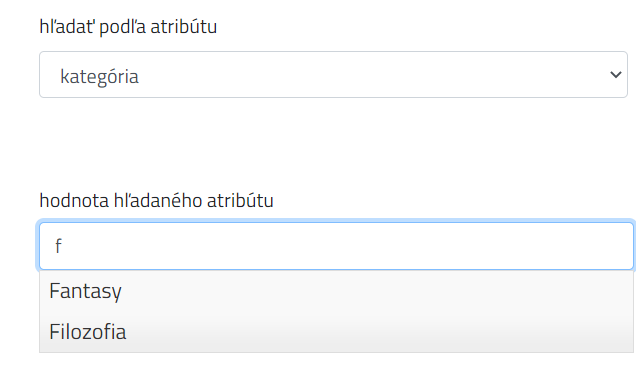 hľadať podľa atribútu
kategória
hodnota hľadaného atribútu
f
Fantasy
Filozofia